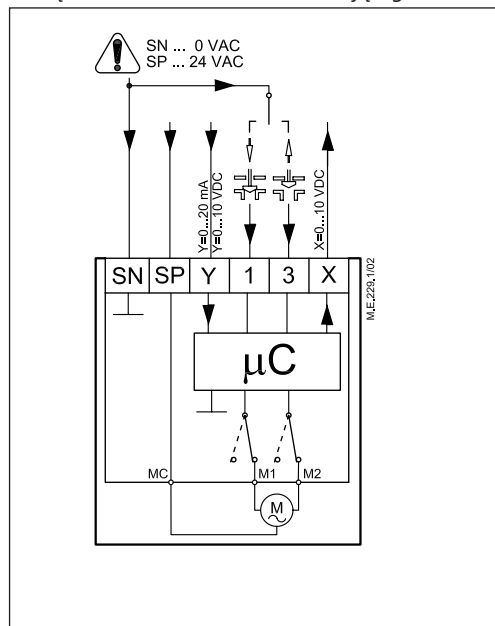 SN ... 0 VAC
SP ... 24 VAC
Y=0...20 mA
Y=0...10 VDC
X=0...10 VDC
SN SP Y 1 3 X
M.E.229.1/02
μC
MC M1 M2
M